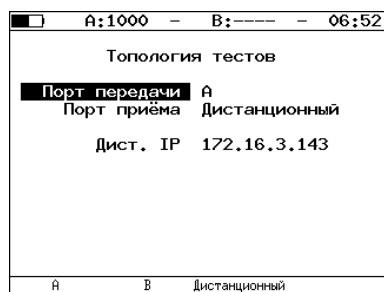 A:1000 – B:---- – 06:52
Топология тестов
Порт передачи A
Порт приёма Дистанционный
Дист. IP 172.16.3.143
A B Дистанционный